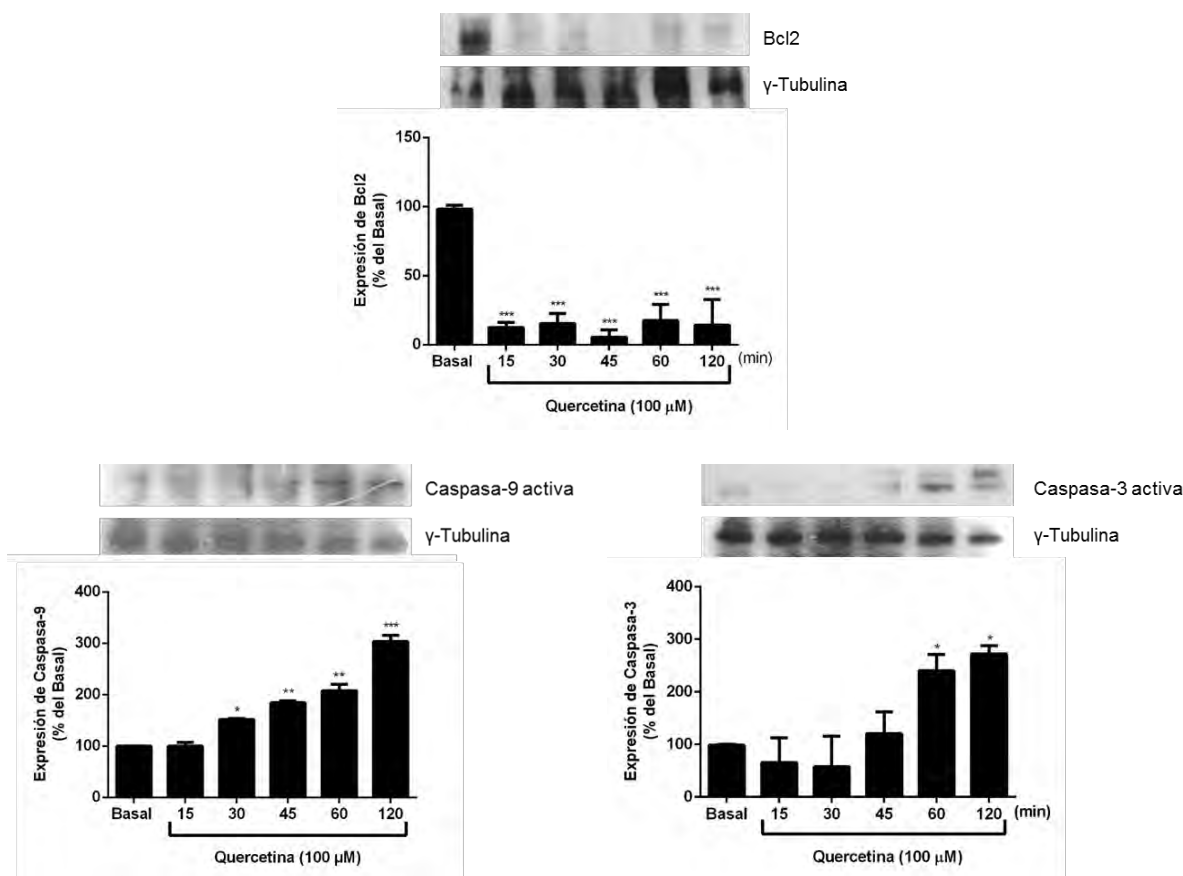 Bcl2
γ-Tubulina
Expresión de Bcl2
(% del Basal)
150
100
50
0
***
***
***
***
***
Basal
15
30
45
60
120
(min)
Quercetina (100 μM)
Caspasa-9 activa
γ-Tubulina
Expresión de Caspasa-9
(% del Basal)
400
300
200
100
0
*
**
**
***
Basal
15
30
45
60
120
Quercetina (100 μM)
Caspasa-3 activa
γ-Tubulina
Expresión de Caspasa-3
(% del Basal)
400
300
200
100
0
*
*
Basal
15
30
45
60
120
(min)
Quercetina (100 μM)